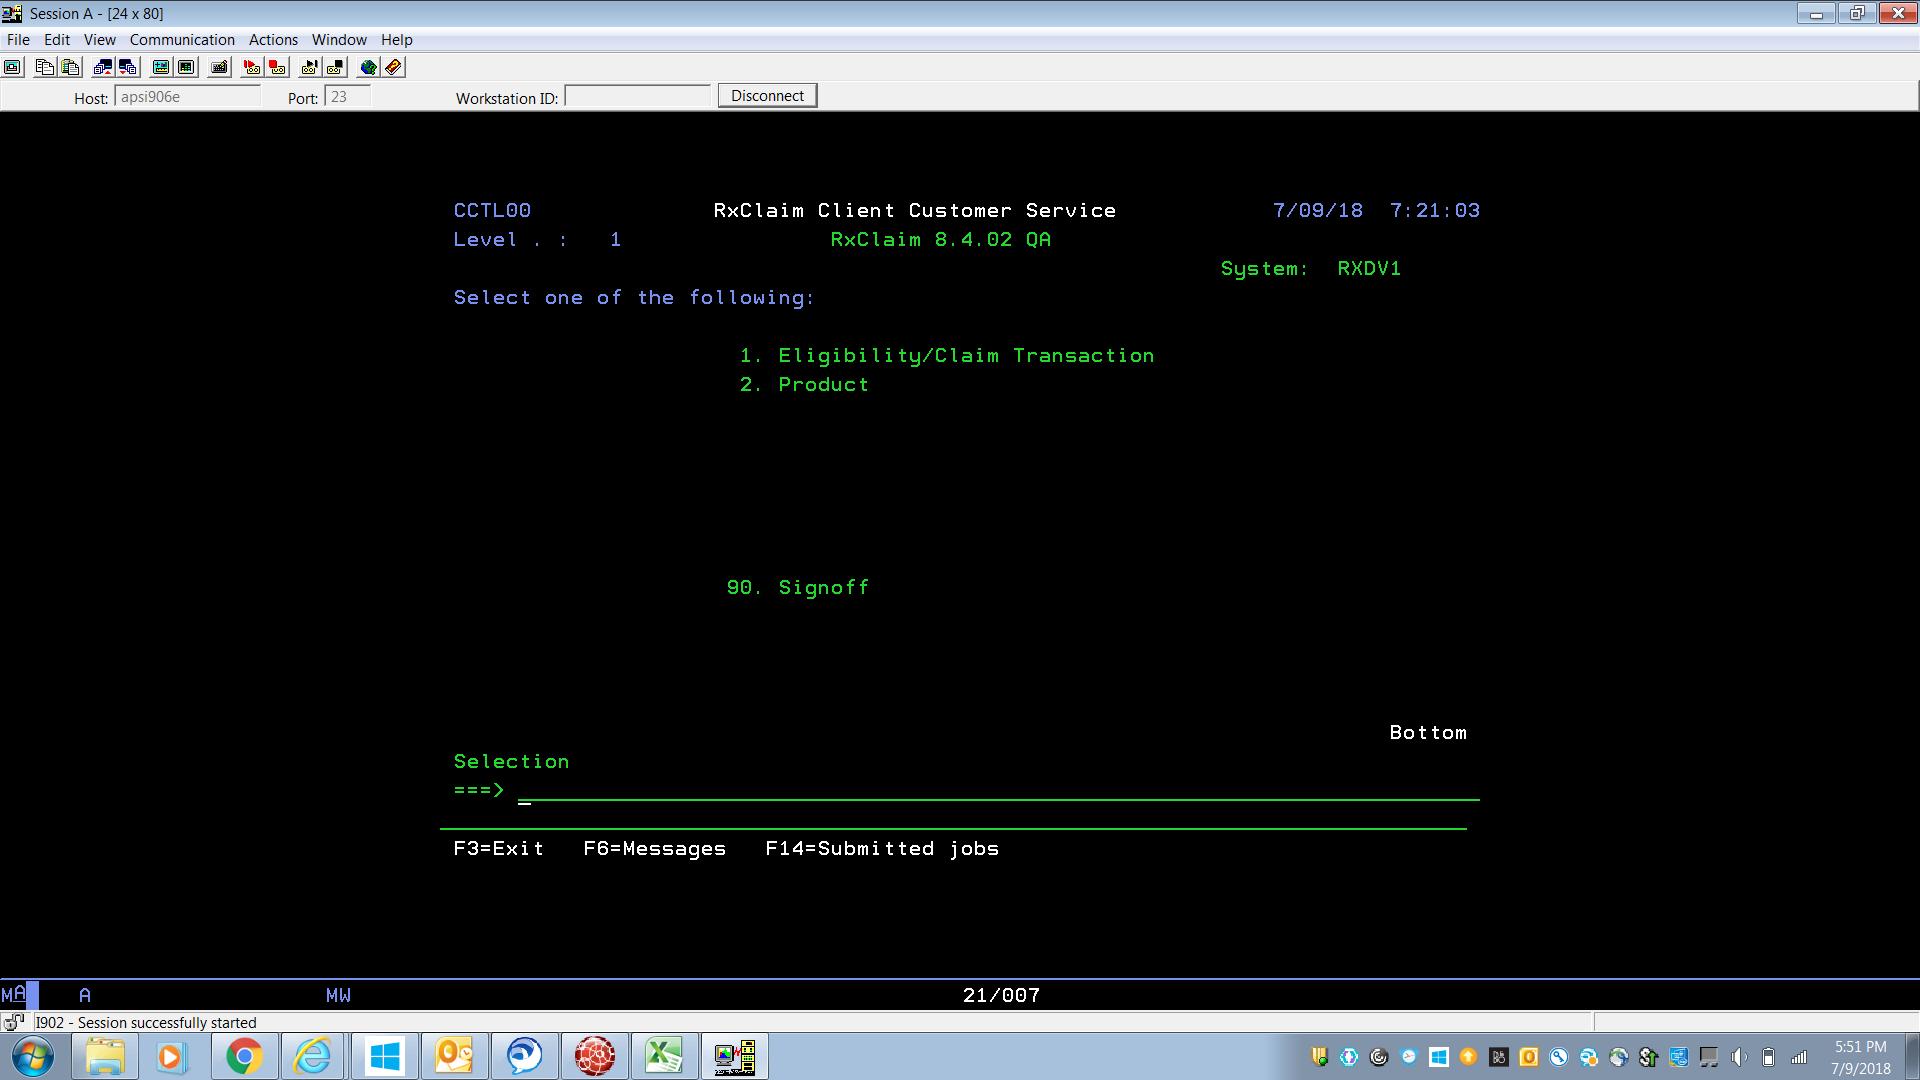 Session A - [24 x 80]
File Edit View Communication Actions Window Help
Host: apsi906e Port: 23 Workstation ID: Disconnect
CCTL00 RxClaim Client Customer Service 7/09/18 7:21:03
Level . : 1 RxClaim 8.4.02 QA
System: RXDV1
Select one of the following:
1. Eligibility/Claim Transaction
2. Product
90. Signoff
Bottom
Selection
===> _
F3=Exit F6=Messages F14=Submitted jobs
MA A MW 21/007
I902 - Session successfully started
5:51 PM
7/9/2018